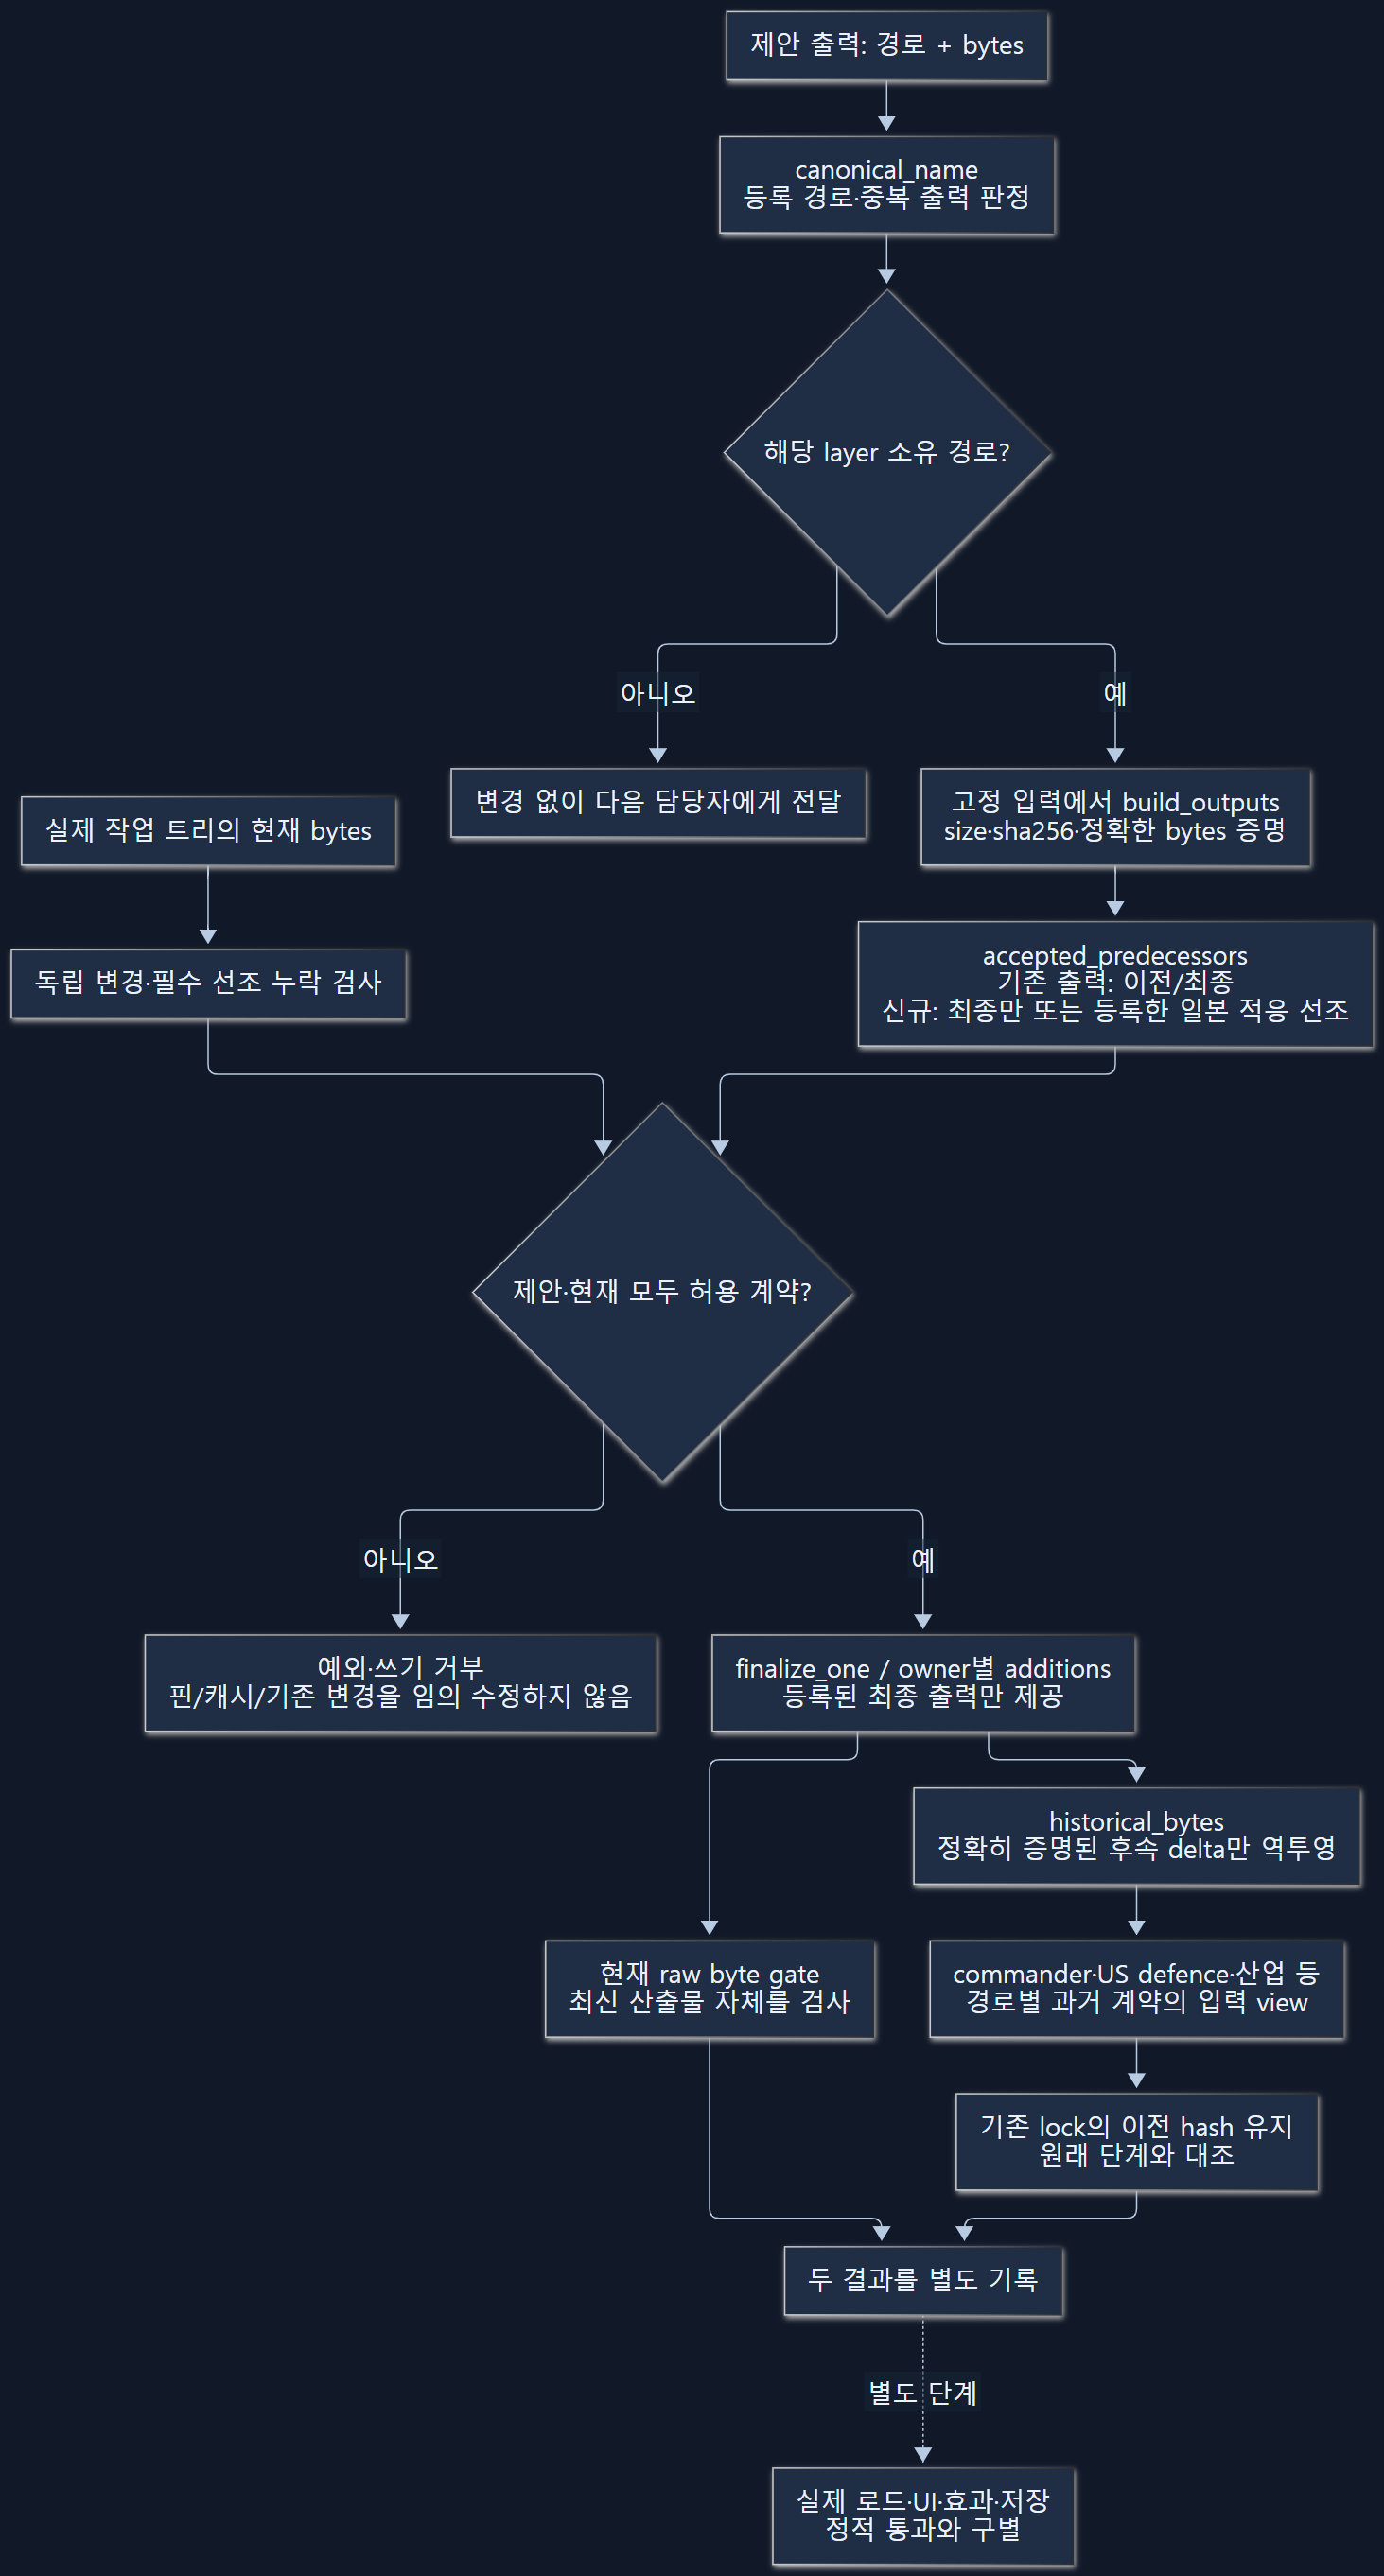 제안 출력: 경로 + bytes
canonical_name
등록 경로·중복 출력 판정
해당 layer 소유 경로?
아니오
예
변경 없이 다음 담당자에게 전달
고정 입력에서 build_outputs
size·sha256·정확한 bytes 증명
실제 작업 트리의 현재 bytes
accepted_predecessors
기존 출력: 이전/최종
신규: 최종만 또는 등록한 일본 적응 선조
독립 변경·필수 선조 누락 검사
제안·현재 모두 허용 계약?
아니오
예
예외·쓰기 거부
핀/캐시/기존 변경을 임의 수정하지 않음
finalize_one / owner별 additions
등록된 최종 출력만 제공
historical_bytes
정확히 증명된 후속 delta만 역투영
현재 raw byte gate
최신 산출물 자체를 검사
commander·US defence·산업 등
경로별 과거 계약의 입력 view
기존 lock의 이전 hash 유지
원래 단계와 대조
두 결과를 별도 기록
별도 단계
실제 로드·UI·효과·저장
정적 통과와 구별